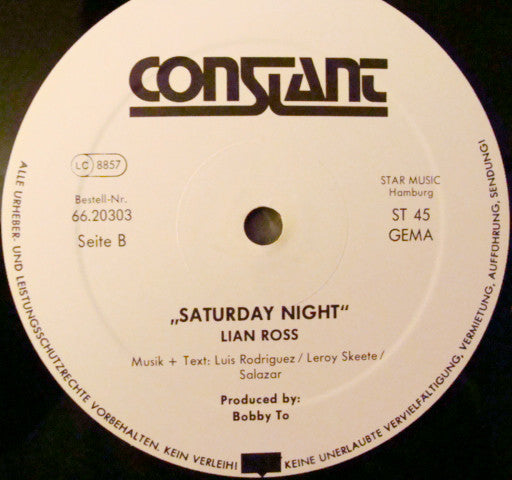 CONSTANT
LC 8857
Bestell-Nr.
66.20303
Seite B
STAR MUSIC
Hamburg
ST 45
GEMA
„SATURDAY NIGHT“
LIAN ROSS
Musik + Text: Luis Rodriguez / Leroy Skeete /
Salazar
Produced by:
Bobby To
ALLE URHEBER- UND LEISTUNGSSCHUTZRECHTE VORBEHALTEN. KEIN VERLEIH! KEINE UNERLAUBTE VERVIELFÄLTIGUNG, VERMIETUNG, AUFFÜHRUNG, SENDUNG!